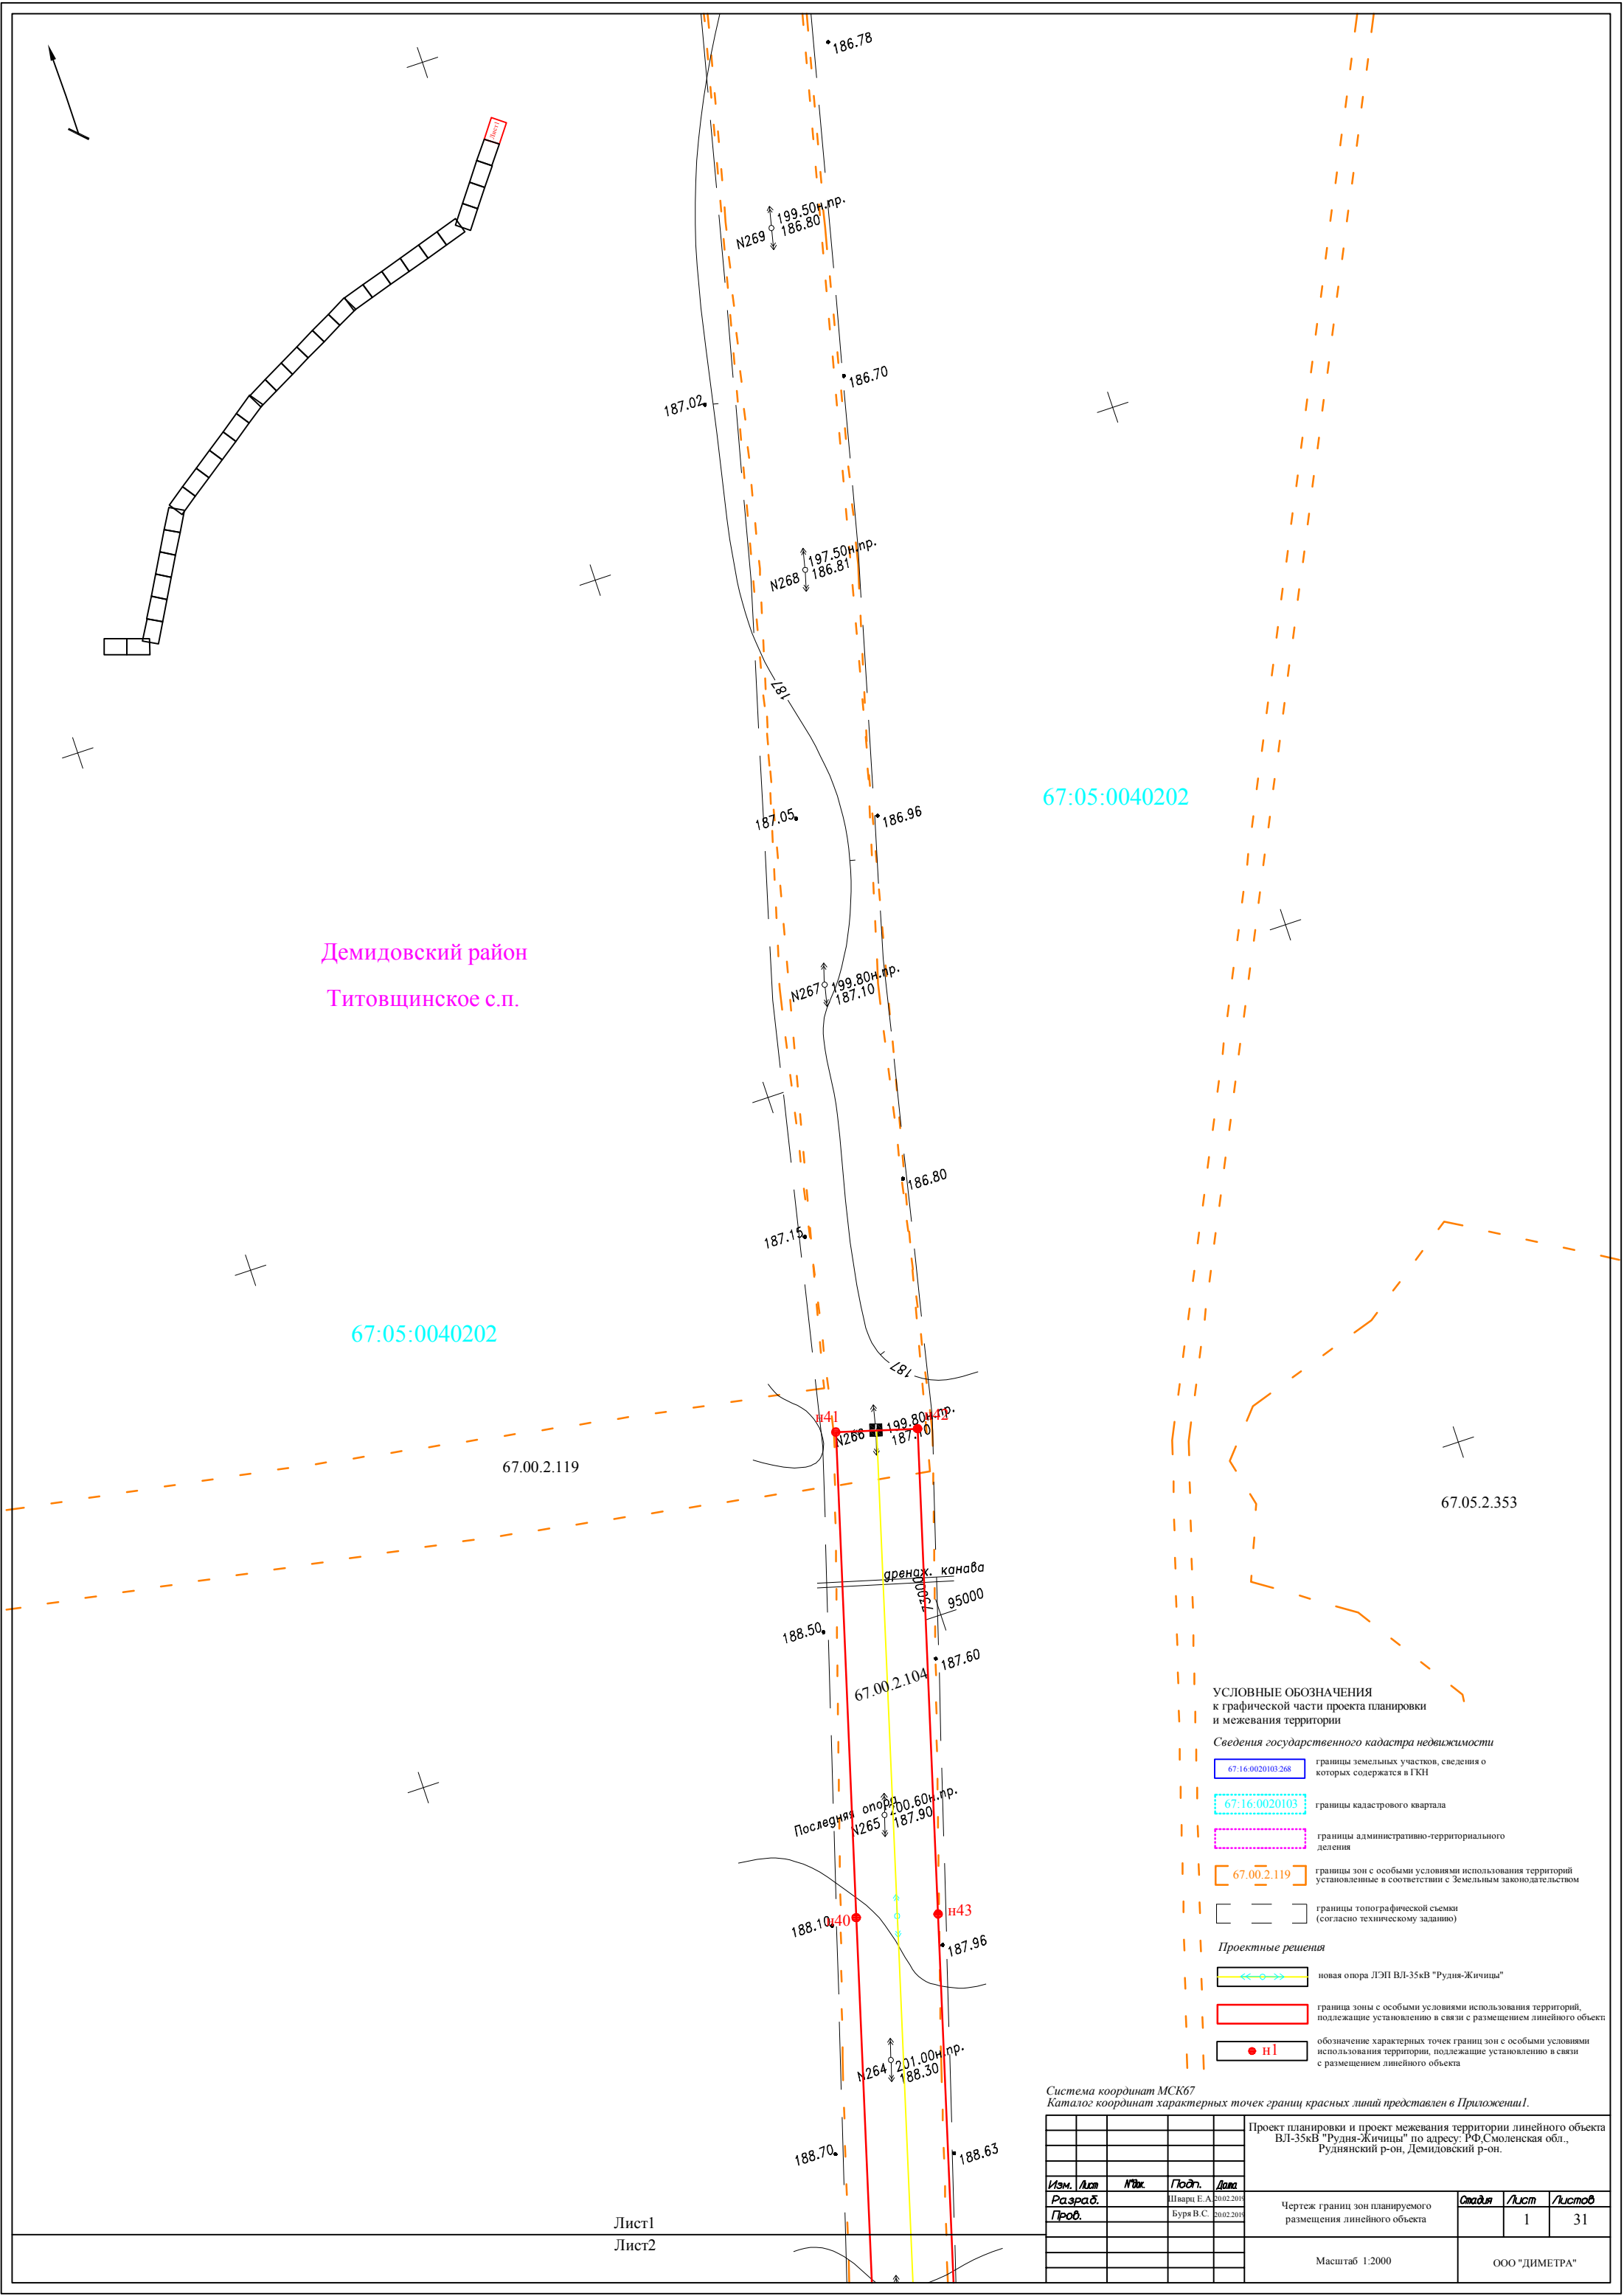 186.78
Лист1
199.50н.пр.
N269 186.80
186.70
187.02
197.50н.пр.
N268 186.81
187
67:05:0040202
187.05
186.96
Демидовский район
Титовщинское с.п.
N267 199.80н.пр.
187.10
186.80
187.15
67:05:0040202
187
н41
н42
199.80н.пр.
N266 187.10
67.00.2.119
67.05.2.353
дренаж. канава
95000
188.50
187.60
67.00.2.104
Последняя опора
200.60н.пр.
N265 187.90
н40
н43
188.10
187.96
201.00н.пр.
N264 188.30
188.70
188.63
Лист1
Лист2
УСЛОВНЫЕ ОБОЗНАЧЕНИЯ
к графической части проекта планировки
и межевания территории
Сведения государственного кадастра недвижимости
67:16:0020103:268
границы земельных участков, сведения о
которых содержатся в ГКН
67:16:0020103
границы кадастрового квартала
границы административно-территориального
деления
67.00.2.119
границы зон с особыми условиями использования территорий
установленные в соответствии с Земельным законодательством
границы топографической съемки
(согласно техническому заданию)
Проектные решения
новая опора ЛЭП ВЛ-35кВ "Рудня-Жичицы"
граница зоны с особыми условиями использования территорий,
подлежащие установлению в связи с размещением линейного объекта
н1
обозначение характерных точек границ зон с особыми условиями
использования территории, подлежащие установлению в связи
с размещением линейного объекта
Система координат МСК67
Каталог координат характерных точек границ красных линий представлен в Приложении1.
Проект планировки и проект межевания территории линейного объекта
ВЛ-35кВ "Рудня-Жичицы" по адресу: РФ,Смоленская обл.,
Руднянский р-он, Демидовский р-он.
Изм. Лист №док. Подп. Дата
Разраб. Шварц Е.А. 20.02.2019
Пров. Буря В.С. 20.02.2019
Чертеж границ зон планируемого
размещения линейного объекта
Стадия Лист Листов
1 31
Масштаб 1:2000
ООО "ДИМЕТРА"